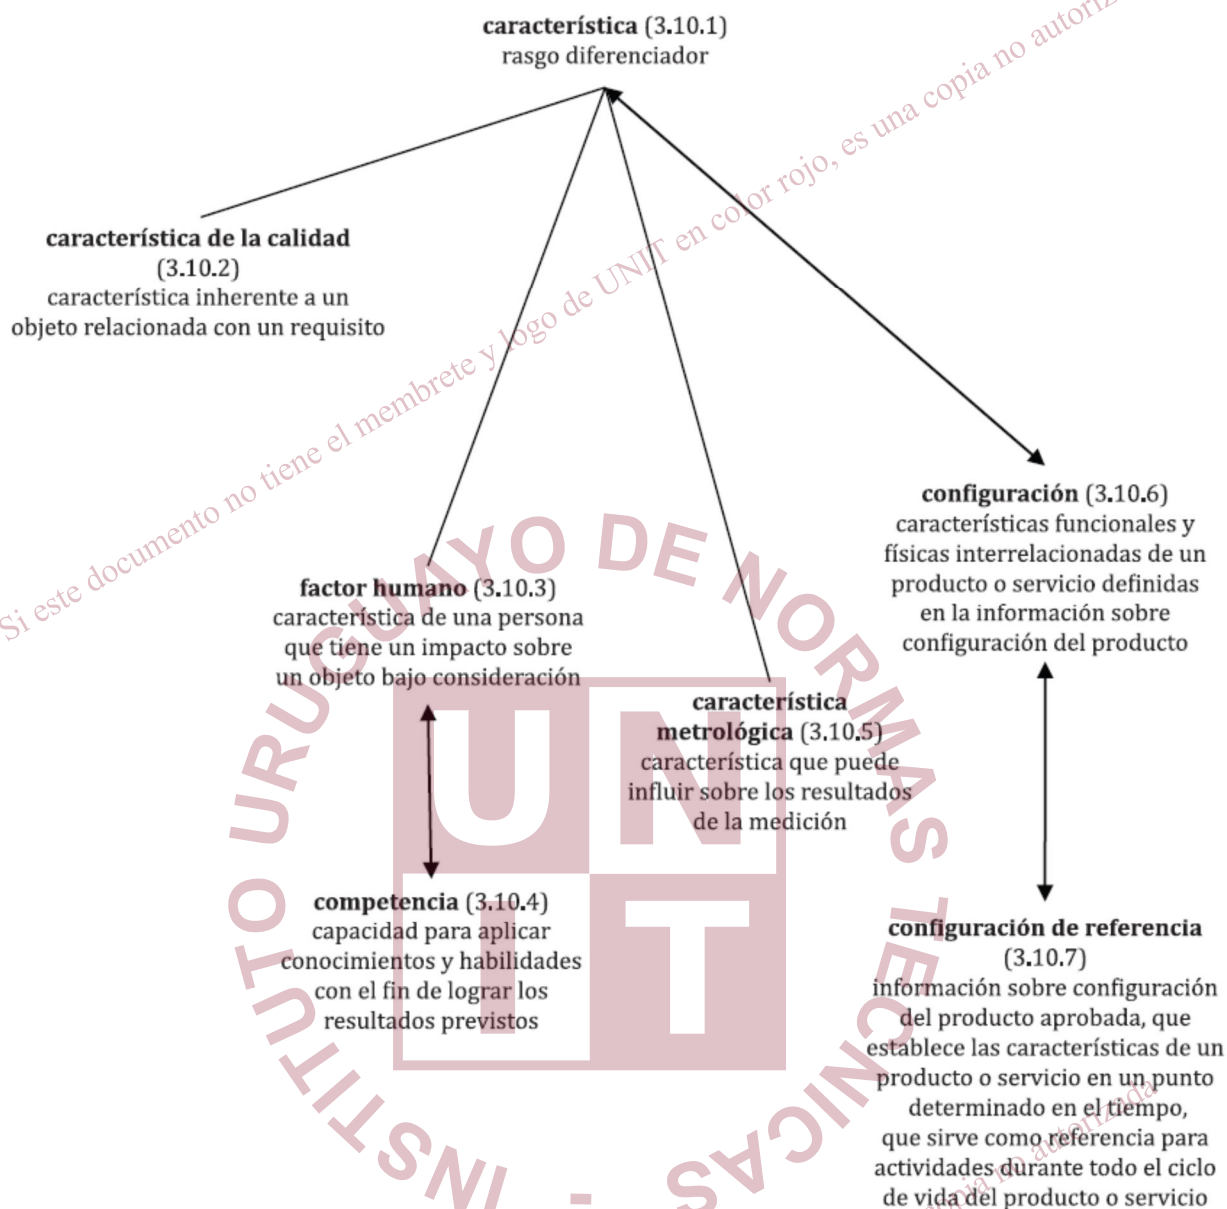 característica (3.10.1)
rasgo diferenciador
característica de la calidad
(3.10.2)
característica inherente a un
objeto relacionada con un requisito
factor humano (3.10.3)
característica de una persona
que tiene un impacto sobre
un objeto bajo consideración
competencia (3.10.4)
capacidad para aplicar
conocimientos y habilidades
con el fin de lograr los
resultados previstos
característica
metrológica (3.10.5)
característica que puede
influir sobre los resultados
de la medición
configuración (3.10.6)
características funcionales y
físicas interrelacionadas de un
producto o servicio definidas
en la información sobre
configuración del producto
configuración de referencia
(3.10.7)
información sobre configuración
del producto aprobada, que
establece las características de un
producto o servicio en un punto
determinado en el tiempo,
que sirve como referencia para
actividades durante todo el ciclo
de vida del producto o servicio
Si este documento no tiene el membrete y logo de UNIT en color rojo, es una copia no
copia no autorizada
INSTITUTO URUGUAYO DE NORMAS TECNICAS -
UN
IT